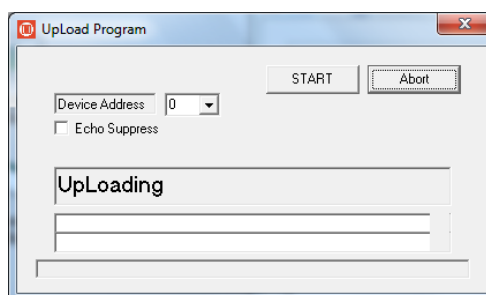 UpLoad Program
START Abort
Device Address 0
Echo Suppress
UpLoading